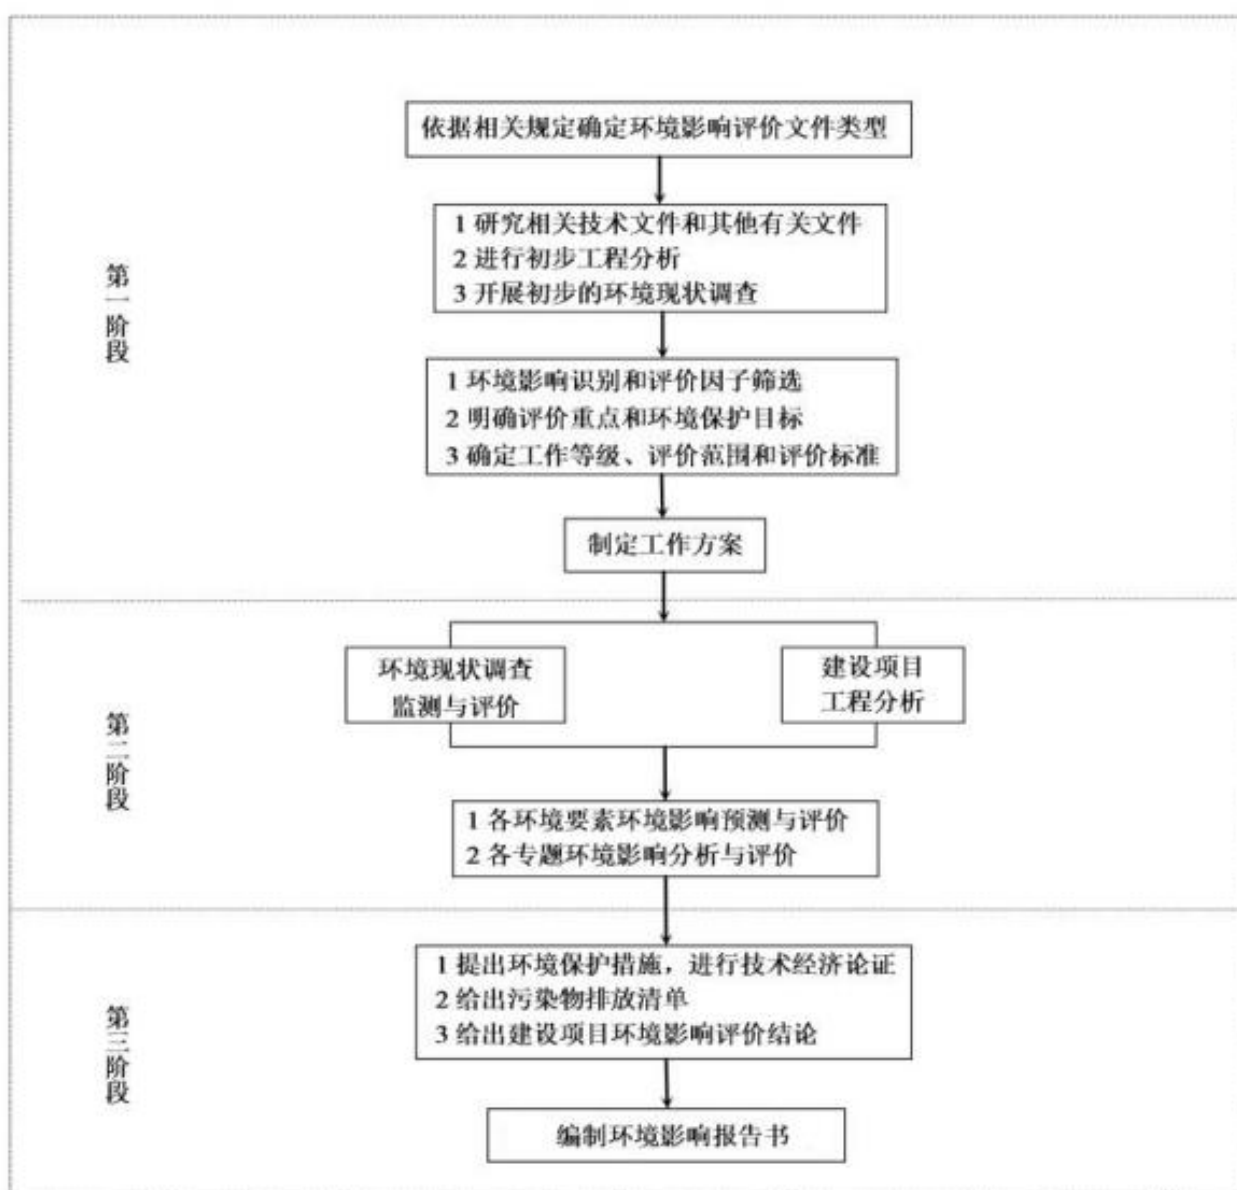 依据相关规定确定环境影响评价文件类型
1 研究相关技术文件和其他有关文件
2 进行初步工程分析
3 开展初步的环境现状调查
第一阶段
1 环境影响识别和评价因子筛选
2 明确评价重点和环境保护目标
3 确定工作等级、评价范围和评价标准
制定工作方案
环境现状调查
监测与评价
建设项目
工程分析
第二阶段
1 各环境要素环境影响预测与评价
2 各专题环境影响分析与评价
1 提出环境保护措施，进行技术经济论证
2 给出污染物排放清单
3 给出建设项目环境影响评价结论
第三阶段
编制环境影响报告书